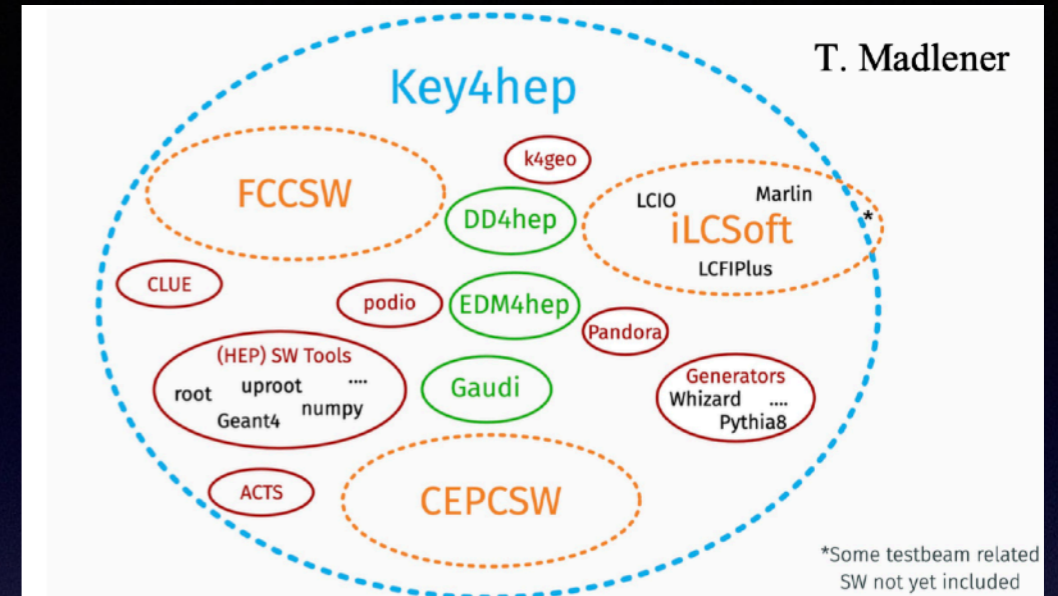 T. Madlener
Key4hep
k4geo
FCCSW
DD4hep
LCIO
Marlin
iLCSoft
*
LCFIPlus
CLUE
podio
EDM4hep
Pandora
(HEP) SW Tools
root
uproot
....
Geant4
numpy
Gaudi
Generators
Whizard
....
Pythia8
ACTS
CEPCSW
*Some testbeam related
SW not yet included